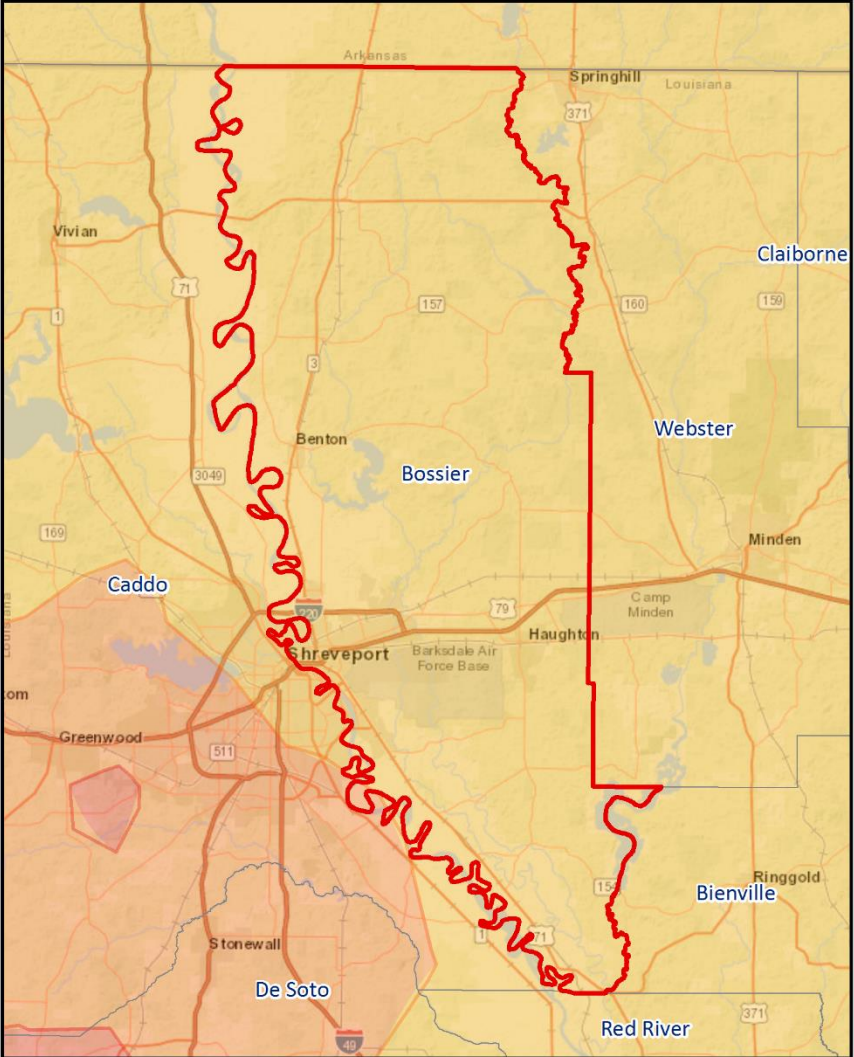 Arkansas
Springhill
Louisiana
371
Vivian
Claiborne
71
157
160
159
1
3
Webster
Benton
Bossier
3049
169
Minden
Caddo
Camp
Minden
79
220
Haughton
Shreveport
Barksdale Air
Force Base
Louisiana
Greenwood
511
154
Ringgold
Bienville
1
71
Stonewall
De Soto
371
Red River
49